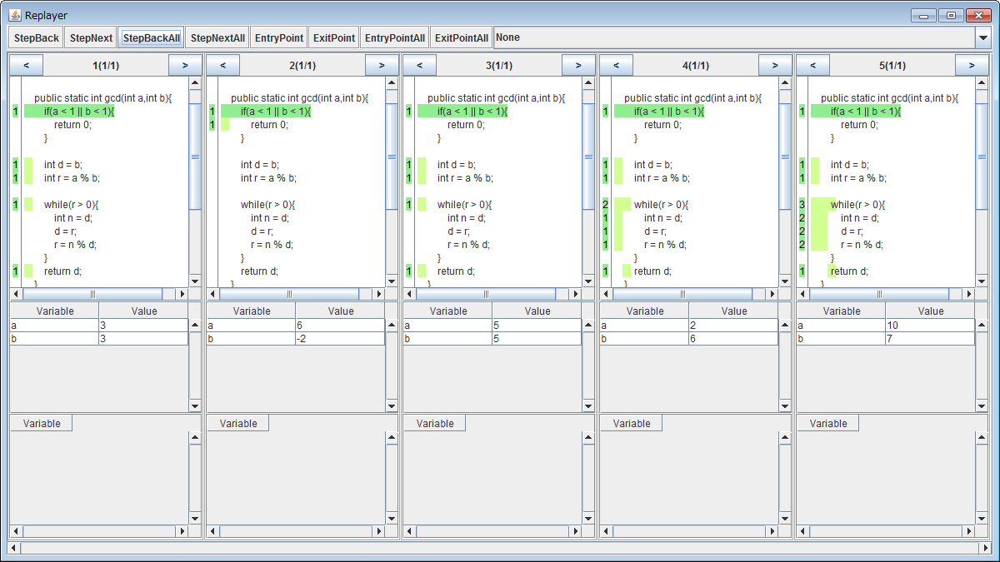 Replayer
StepBack StepNext StepBackAll StepNextAll EntryPoint ExitPoint EntryPointAll ExitPointAll None
< 1(1/1) >
public static int gcd(int a,int b){
1 if(a < 1 || b < 1){
return 0;
}
1 int d = b;
1 int r = a % b;
1 while(r > 0){
int n = d;
d = r;
r = n % d;
}
1 return d;
}
Variable Value
a 3
b 3
Variable
< 2(1/1) >
public static int gcd(int a,int b){
1 if(a < 1 || b < 1){
1 return 0;
}
int d = b;
int r = a % b;
while(r > 0){
int n = d;
d = r;
r = n % d;
}
return d;
}
Variable Value
a 6
b -2
Variable
< 3(1/1) >
public static int gcd(int a,int b){
1 if(a < 1 || b < 1){
return 0;
}
1 int d = b;
1 int r = a % b;
1 while(r > 0){
int n = d;
d = r;
r = n % d;
}
1 return d;
}
Variable Value
a 5
b 5
Variable
< 4(1/1) >
public static int gcd(int a,int b){
1 if(a < 1 || b < 1){
return 0;
}
1 int d = b;
1 int r = a % b;
2 while(r > 0){
1 int n = d;
1 d = r;
1 r = n % d;
}
1 return d;
}
Variable Value
a 2
b 6
Variable
< 5(1/1) >
public static int gcd(int a,int b){
1 if(a < 1 || b < 1){
return 0;
}
1 int d = b;
1 int r = a % b;
3 while(r > 0){
2 int n = d;
2 d = r;
2 r = n % d;
}
1 return d;
}
Variable Value
a 10
b 7
Variable